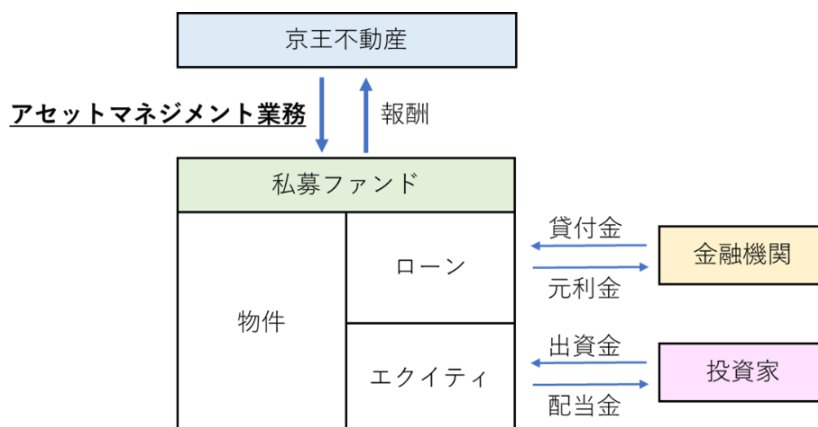 京王不動産
アセットマネジメント業務
報酬
私募ファンド
物件
ローン
エクイティ
貸付金
元利金
金融機関
出資金
配当金
投資家